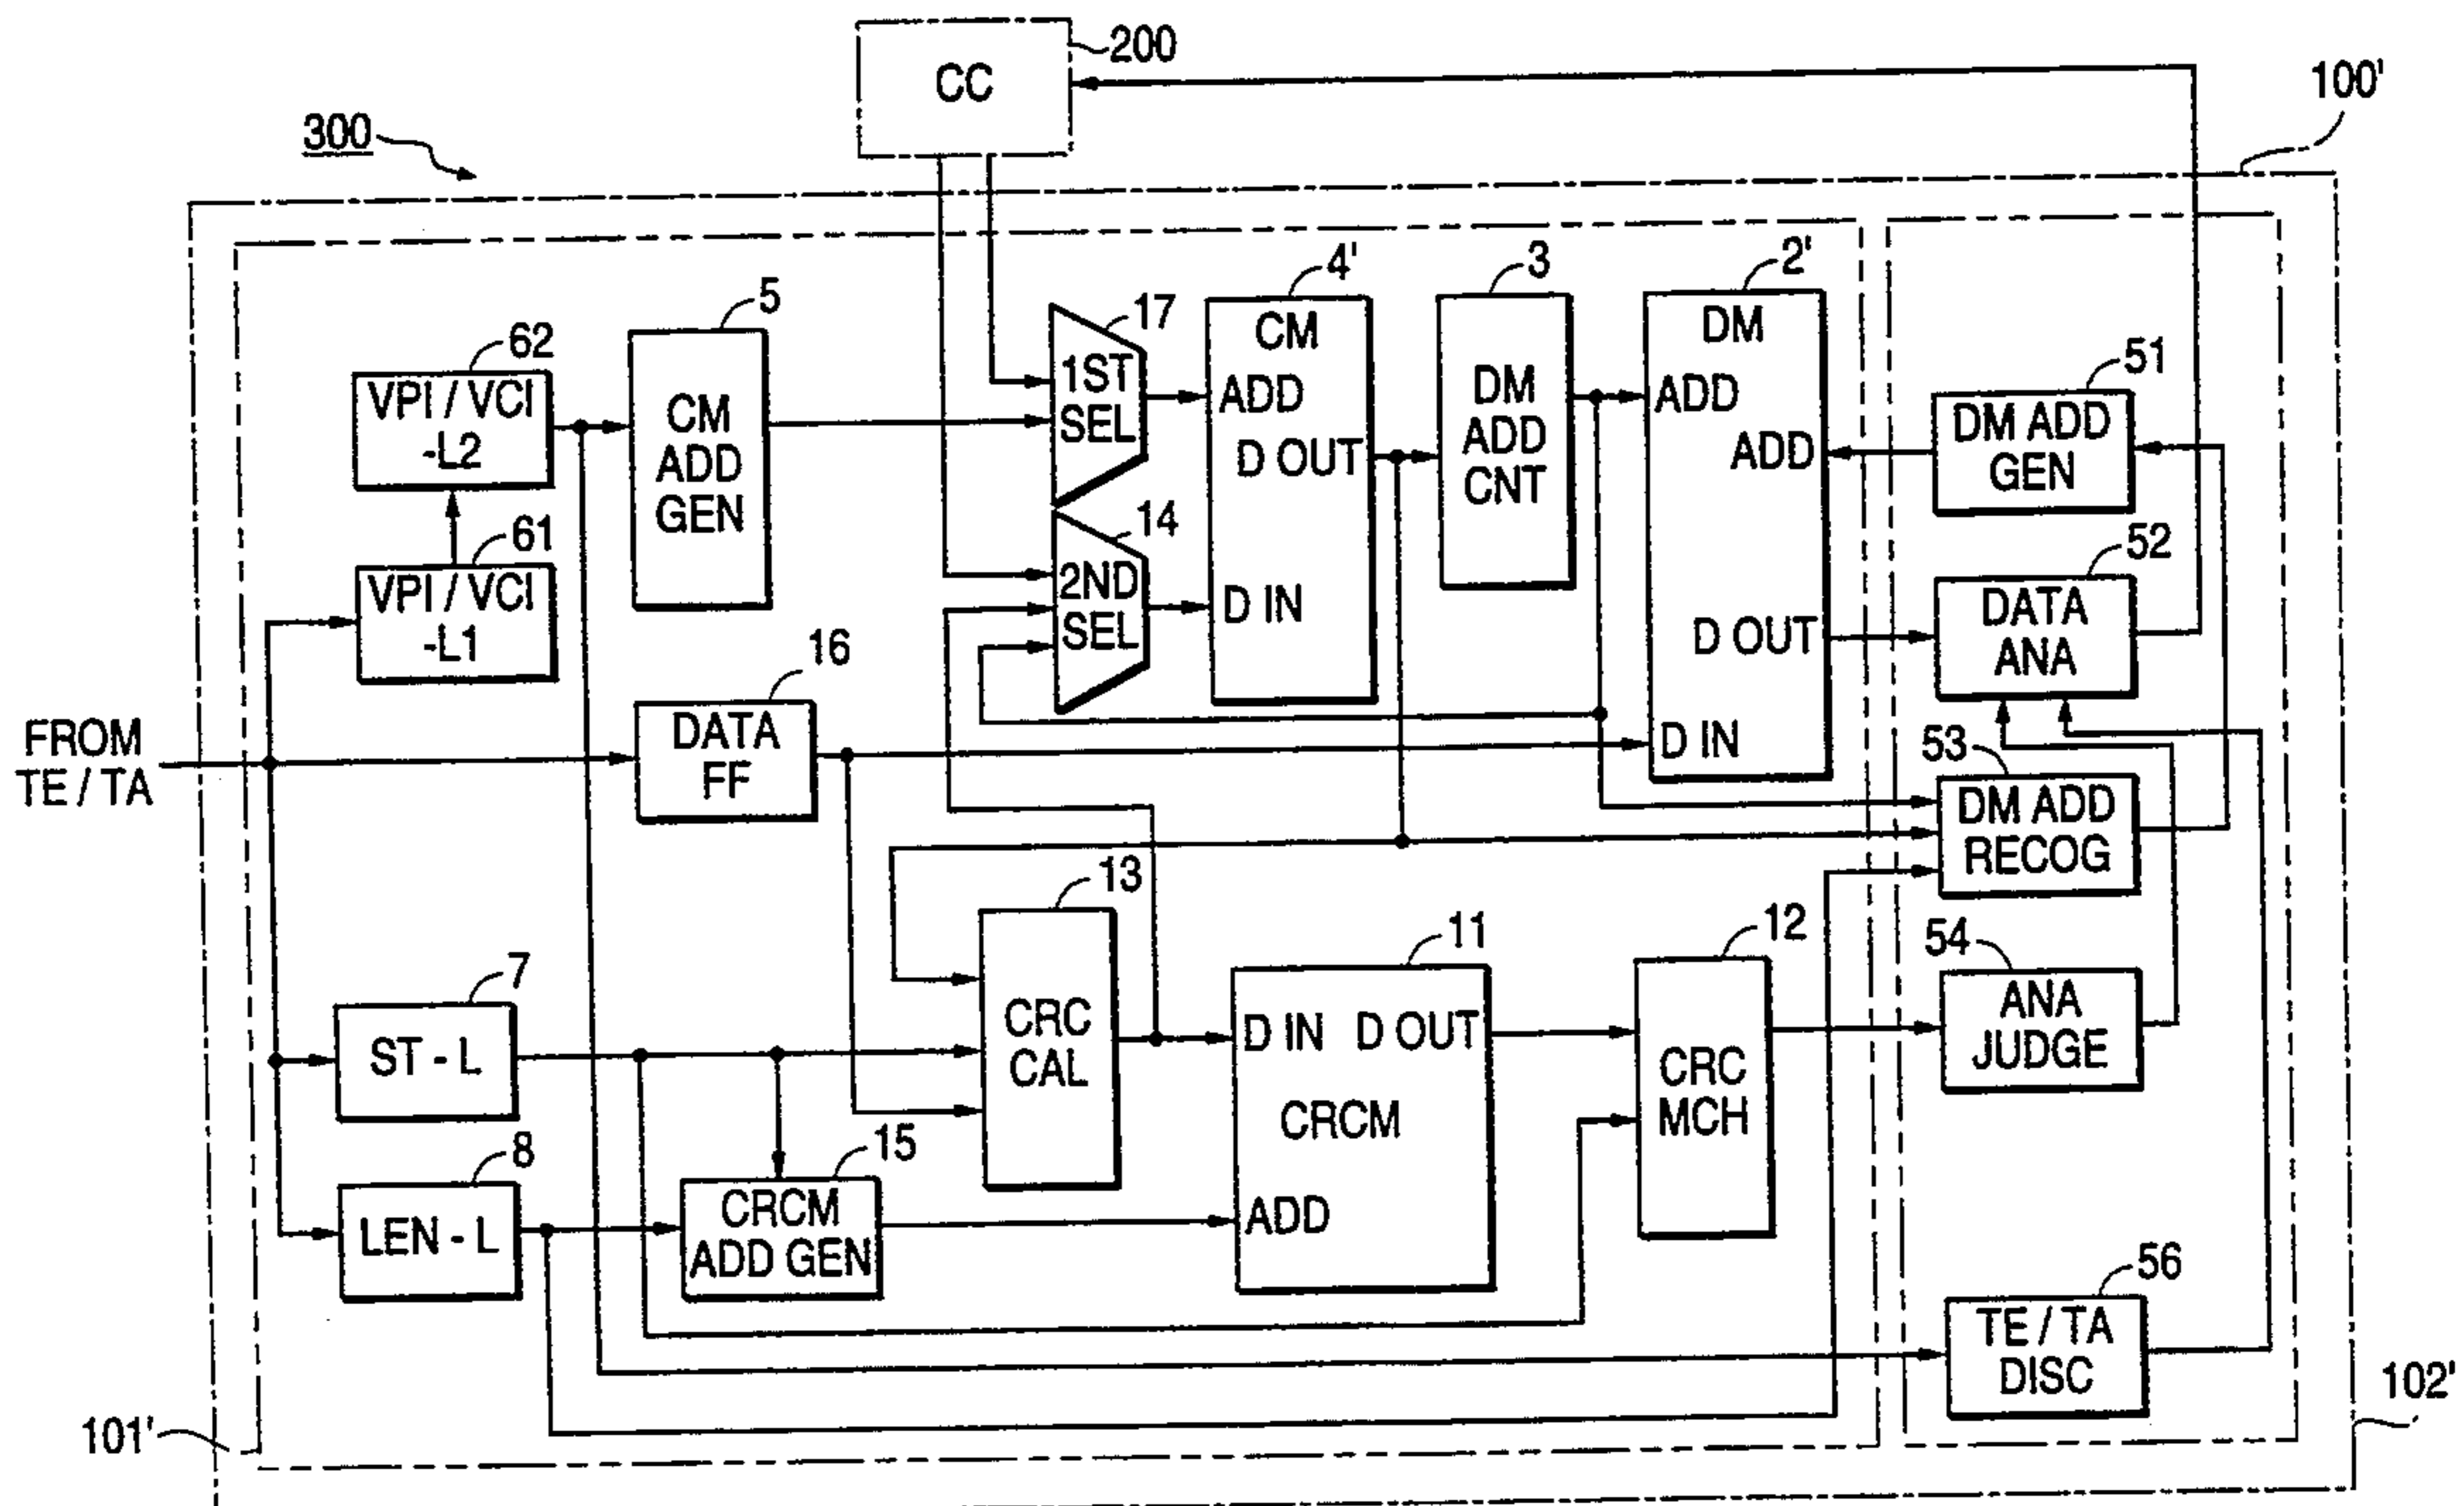 200
CC
100'
300
4'
3
2'
5
17
62
CM
DM
51
VPI / VCI
-L2
1ST
SEL
ADD
DM
ADD
CNT
ADD
CM
ADD
GEN
D OUT
ADD
DM ADD
GEN
14
61
52
VPI / VCI
-L1
2ND
SEL
D IN
DATA
ANA
D OUT
16
FROM
TE / TA
DATA
FF
D IN
53
DM ADD
RECOG
13
11
12
54
7
CRC
CAL
D IN
D OUT
ANA
JUDGE
ST - L
CRC
MCH
CRCM
8
15
LEN - L
CRCM
ADD GEN
ADD
56
TE / TA
DISC
101'
102'